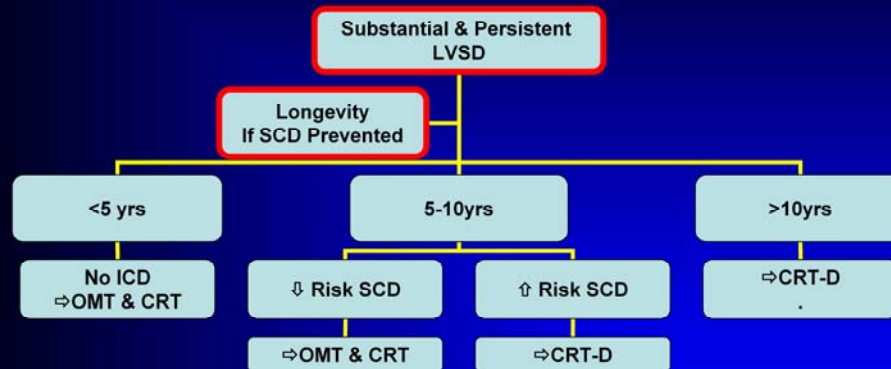 Substantial & Persistent
LVSD
Longevity
If SCD Prevented
<5 yrs
5-10yrs
>10yrs
No ICD
⇨OMT & CRT
⇩ Risk SCD
⇧ Risk SCD
⇨CRT-D
.
⇨OMT & CRT
⇨CRT-D